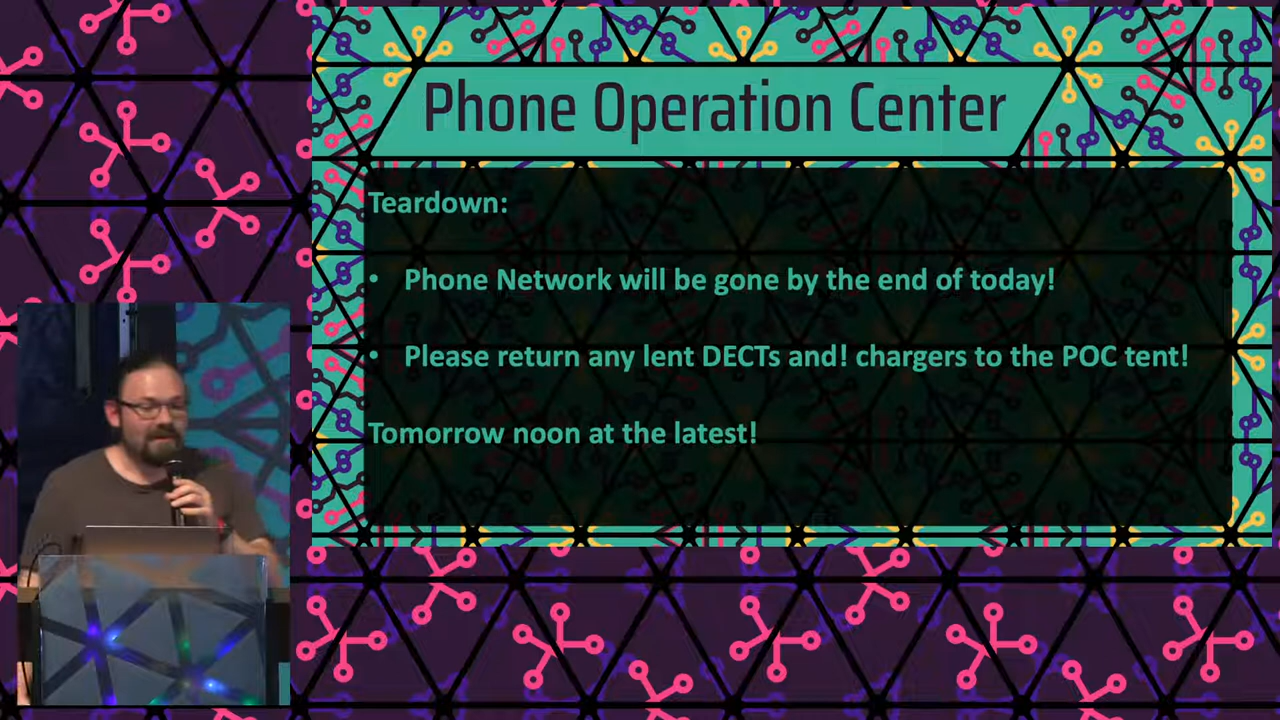 Phone Operation Center
Teardown:
• Phone Network will be gone by the end of today!
• Please return any lent DECTs and! chargers to the POC tent!
Tomorrow noon at the latest!